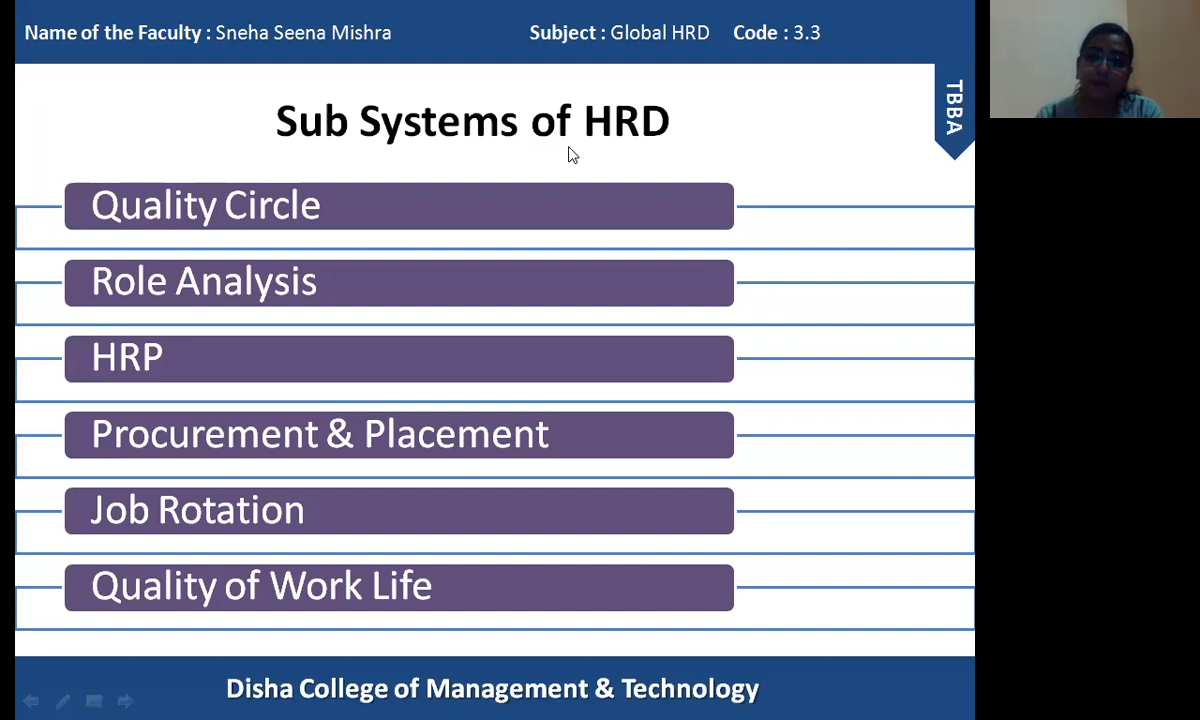 Name of the Faculty : Sneha Seena Mishra Subject : Global HRD Code : 3.3
TBBA
Sub Systems of HRD
Quality Circle
Role Analysis
HRP
Procurement & Placement
Job Rotation
Quality of Work Life
Disha College of Management & Technology